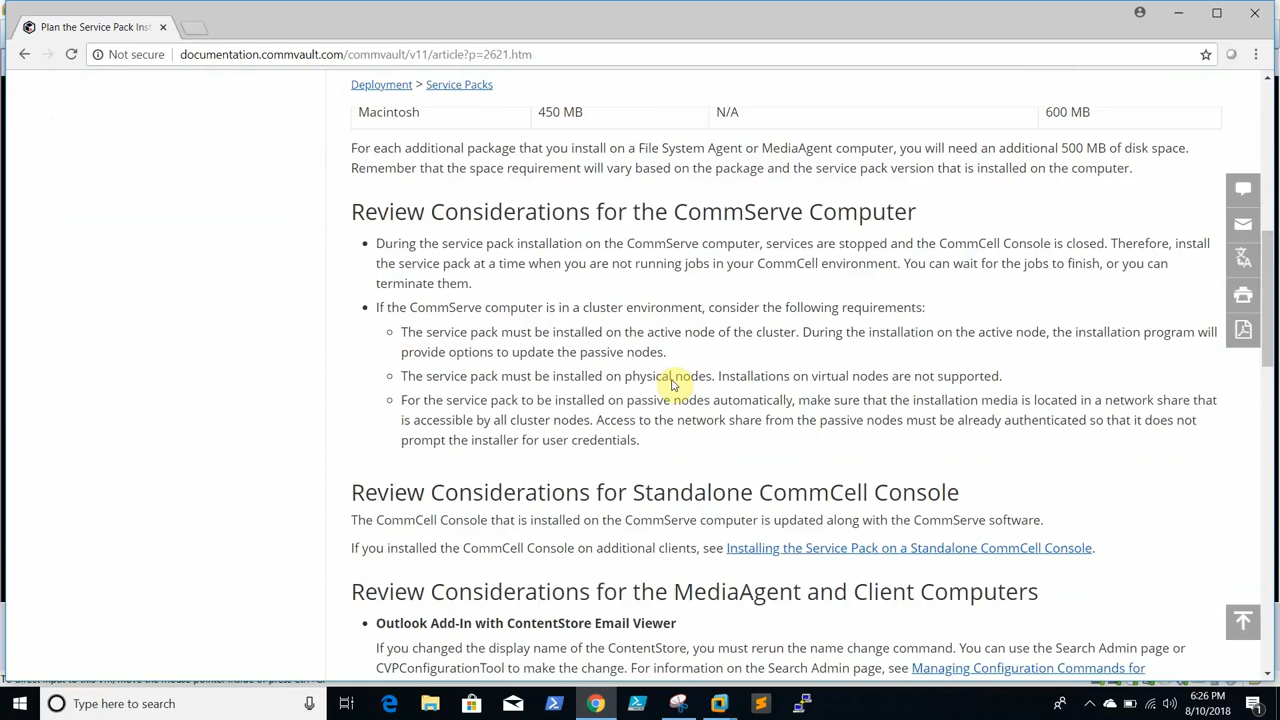 Plan the Service Pack Inst
Not secure
documentation.commvault.com/commvault/v11/article?p=2621.htm
Deployment > Service Packs
Macintosh 450 MB N/A 600 MB
For each additional package that you install on a File System Agent or MediaAgent computer, you will need an additional 500 MB of disk space.
Remember that the space requirement will vary based on the package and the service pack version that is installed on the computer.
Review Considerations for the CommServe Computer
During the service pack installation on the CommServe computer, services are stopped and the CommCell Console is closed. Therefore, install
the service pack at a time when you are not running jobs in your CommCell environment. You can wait for the jobs to finish, or you can
terminate them.
If the CommServe computer is in a cluster environment, consider the following requirements:
The service pack must be installed on the active node of the cluster. During the installation on the active node, the installation program will
provide options to update the passive nodes.
The service pack must be installed on physical nodes. Installations on virtual nodes are not supported.
For the service pack to be installed on passive nodes automatically, make sure that the installation media is located in a network share that
is accessible by all cluster nodes. Access to the network share from the passive nodes must be already authenticated so that it does not
prompt the installer for user credentials.
Review Considerations for Standalone CommCell Console
The CommCell Console that is installed on the CommServe computer is updated along with the CommServe software.
If you installed the CommCell Console on additional clients, see Installing the Service Pack on a Standalone CommCell Console.
Review Considerations for the MediaAgent and Client Computers
Outlook Add-In with ContentStore Email Viewer
If you changed the display name of the ContentStore, you must rerun the name change command. You can use the Search Admin page or
CVPConfigurationTool to make the change. For information on the Search Admin page, see Managing Configuration Commands for
Type here to search
6:26 PM
8/10/2018